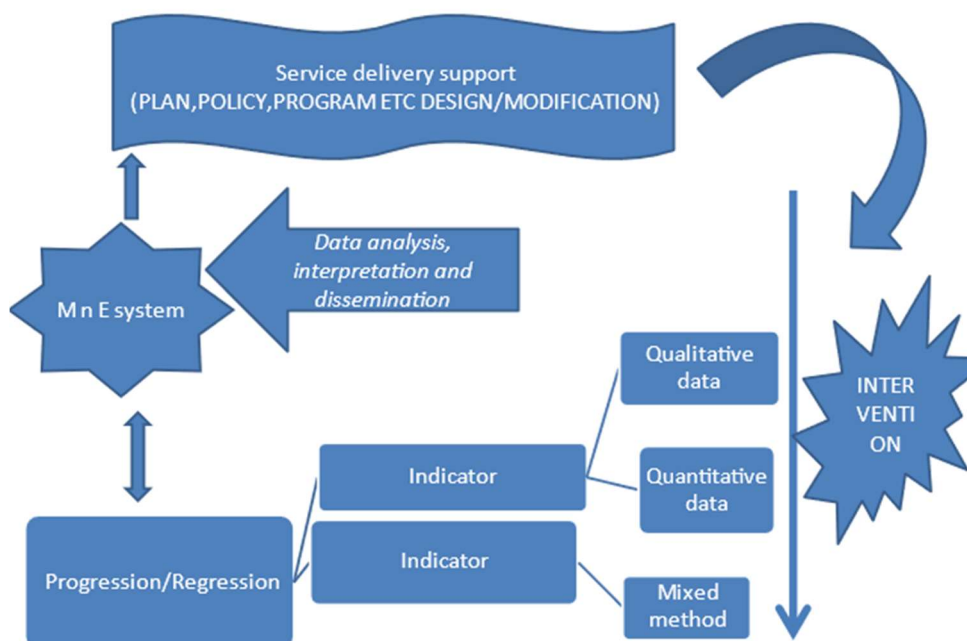 Service delivery support
(PLAN,POLICY,PROGRAM ETC DESIGN/MODIFICATION)
Data analysis,
interpretation and
dissemination
M n E system
Qualitative
data
INTER
VENTI
ON
Indicator
Quantitative
data
Progression/Regression
Indicator
Mixed
method